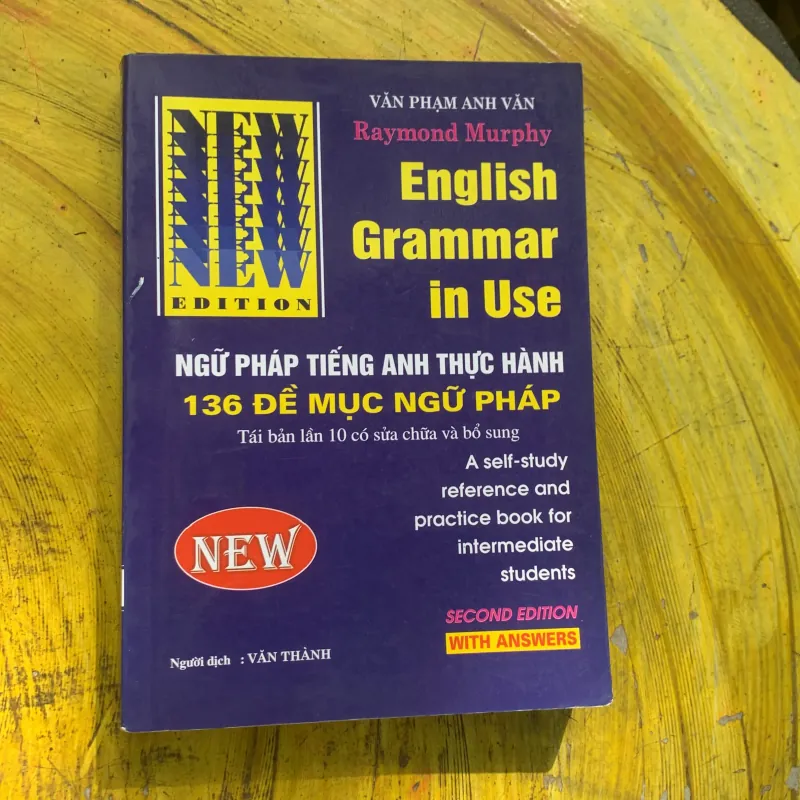 NEW
NEW
NEW
NEW
NEW
NEW
NEW
EDITION
VĂN PHẠM ANH VĂN
Raymond Murphy
English
Grammar
in Use
NGỮ PHÁP TIẾNG ANH THỰC HÀNH
136 ĐỀ MỤC NGỮ PHÁP
Tái bản lần 10 có sửa chữa và bổ sung
A self-study
reference and
practice book for
intermediate
students
NEW
SECOND EDITION
WITH ANSWERS
Người dịch : VĂN THÀNH